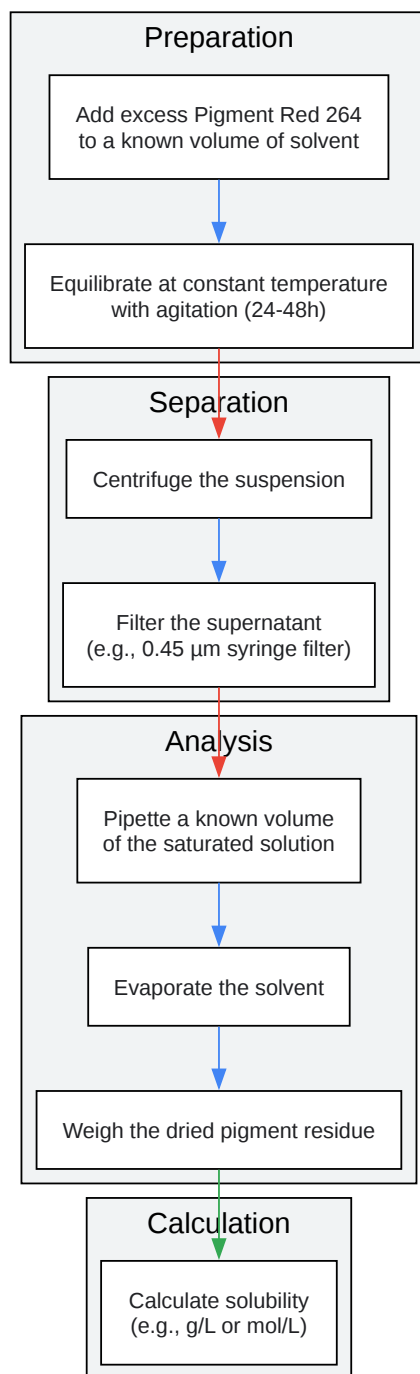 Preparation
Add excess Pigment Red 264
to a known volume of solvent
Equilibrate at constant temperature
with agitation (24-48h)
Separation
Centrifuge the suspension
Filter the supernatant
(e.g., 0.45 µm syringe filter)
Analysis
Pipette a known volume
of the saturated solution
Evaporate the solvent
Weigh the dried pigment residue
Calculation
Calculate solubility
(e.g., g/L or mol/L)